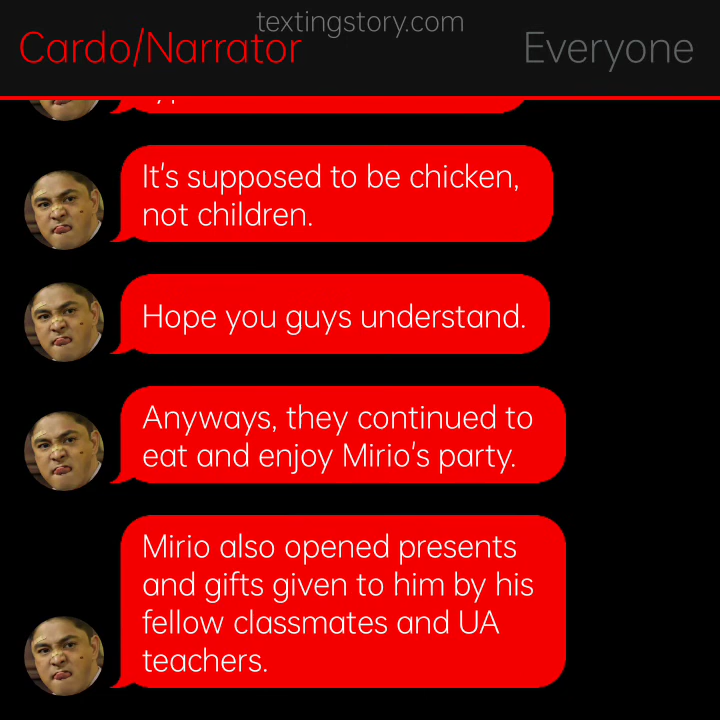 textingstory.com
Cardo/Narrator
Everyone
It's supposed to be chicken,
not children.
Hope you guys understand.
Anyways, they continued to
eat and enjoy Mirio's party.
Mirio also opened presents
and gifts given to him by his
fellow classmates and UA
teachers.